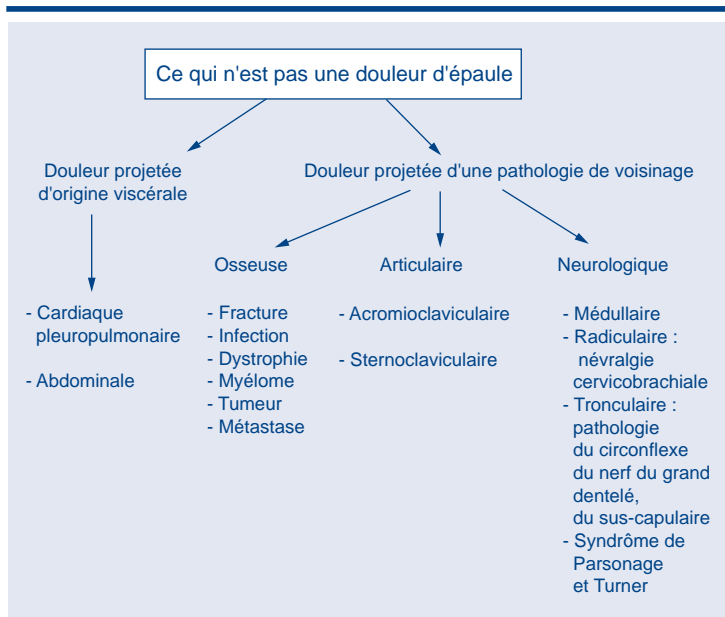 Ce qui n'est pas une douleur d'épaule
Douleur projetée
d'origine viscérale
Douleur projetée d'une pathologie de voisinage
- Cardiaque
pleuropulmonaire
- Abdominale
Osseuse
- Fracture
- Infection
- Dystrophie
- Myélome
- Tumeur
- Métastase
Articulaire
- Acromioclaviculaire
- Sternoclaviculaire
Neurologique
- Médullaire
- Radiculaire :
névralgie
cervicobrachiale
- Tronculaire :
pathologie
du circonflexe
du nerf du grand
dentelé,
du sus-capulaire
- Syndrôme de
Parsonage
et Turner